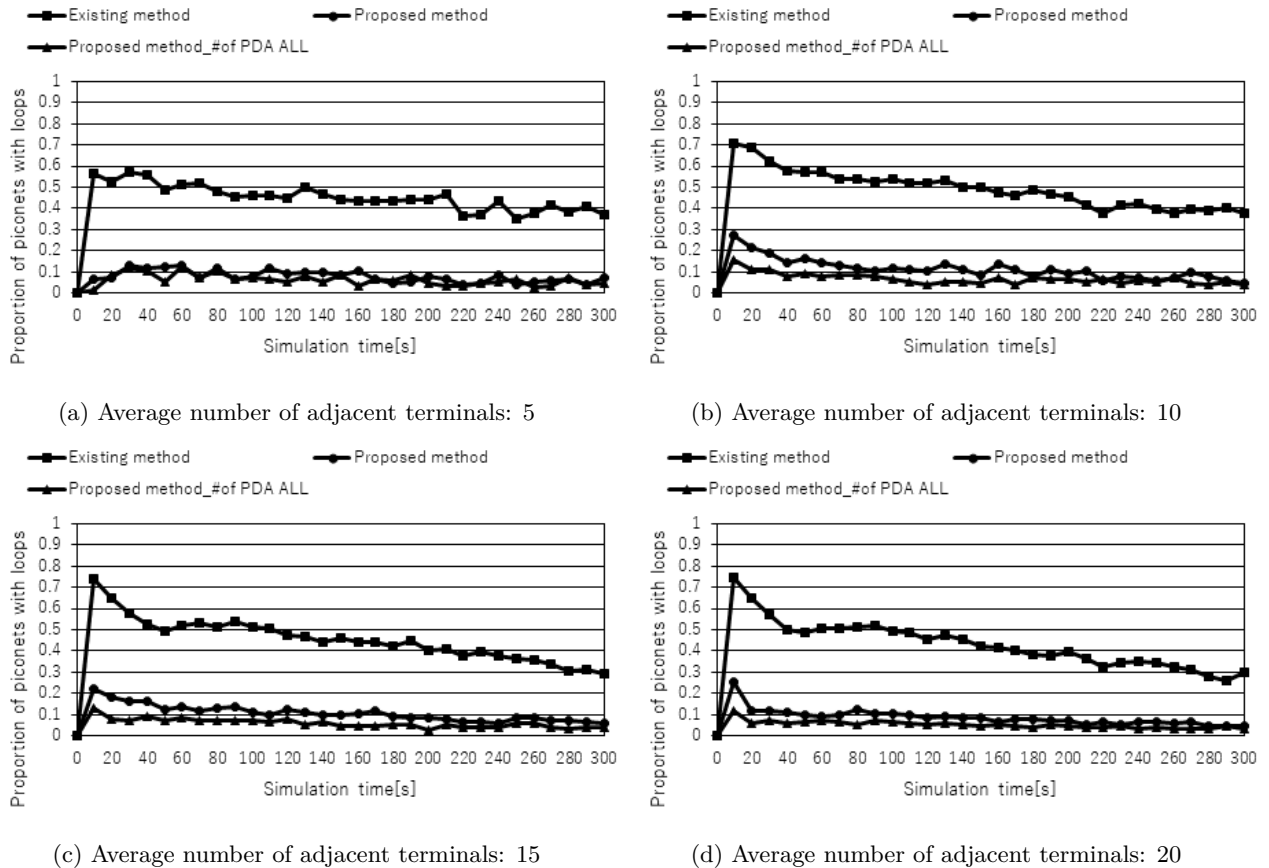 Existing method Proposed method
Proposed method_#of PDA ALL
Proposed method
Existing method Proposed method
Proposed method_#of PDA ALL
Proportion of piconets with loops
1
0.9
0.8
0.7
0.6
0.5
0.4
0.3
0.2
0.1
0
0 20 40 60 80 100 120 140 160 180 200 220 240 260 280 300
Simulation time[s]
Proportion of piconets with loops
1
0.9
0.8
0.7
0.6
0.5
0.4
0.3
0.2
0.1
0
0 20 40 60 80 100 120 140 160 180 200 220 240 260 280 300
Simulation time[s]
(a) Average number of adjacent terminals: 5
(b) Average number of adjacent terminals: 10
Existing method Proposed method
Proposed method_#of PDA ALL
Existing method Proposed method
Proposed method_#of PDA ALL
Proportion of piconets with loops
1
0.9
0.8
0.7
0.6
0.5
0.4
0.3
0.2
0.1
0
0 20 40 60 80 100 120 140 160 180 200 220 240 260 280 300
Simulation time[s]
Proportion of piconets with loops
1
0.9
0.8
0.7
0.6
0.5
0.4
0.3
0.2
0.1
0
0 20 40 60 80 100 120 140 160 180 200 220 240 260 280 300
Simulation time[s]
(c) Average number of adjacent terminals: 15
(d) Average number of adjacent terminals: 20